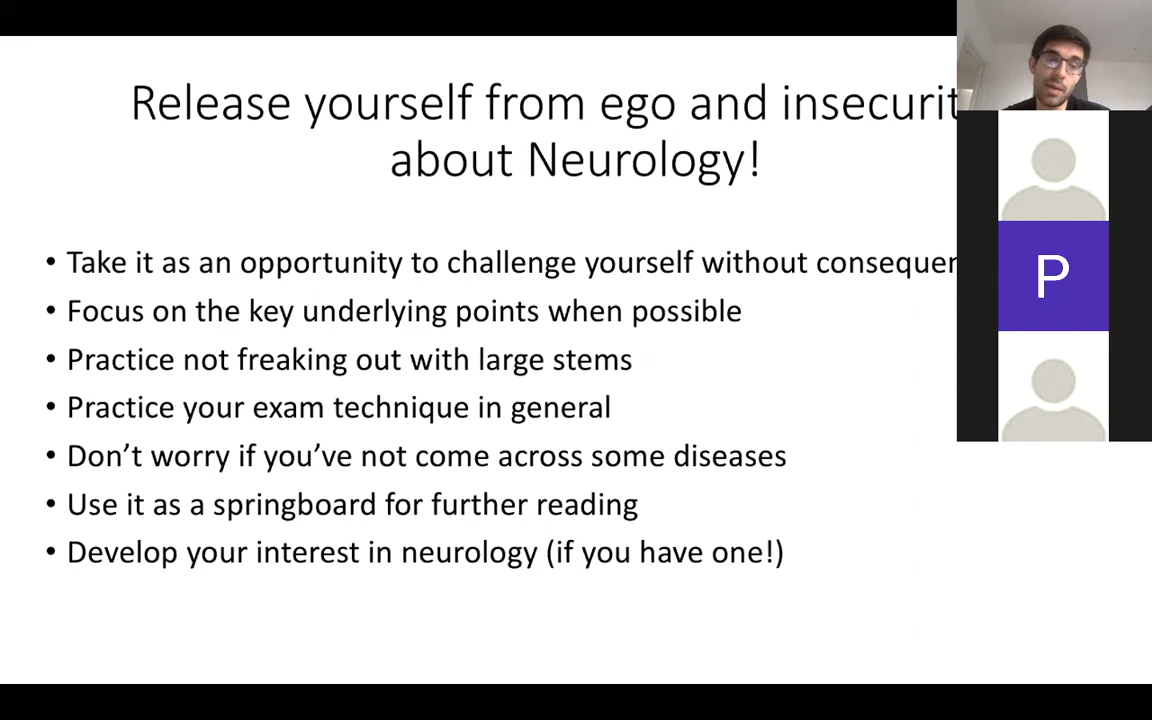 Release yourself from ego and insecurit
about Neurology!
• Take it as an opportunity to challenge yourself without consequen
• Focus on the key underlying points when possible
• Practice not freaking out with large stems
• Practice your exam technique in general
• Don’t worry if you’ve not come across some diseases
• Use it as a springboard for further reading
• Develop your interest in neurology (if you have one!)
P